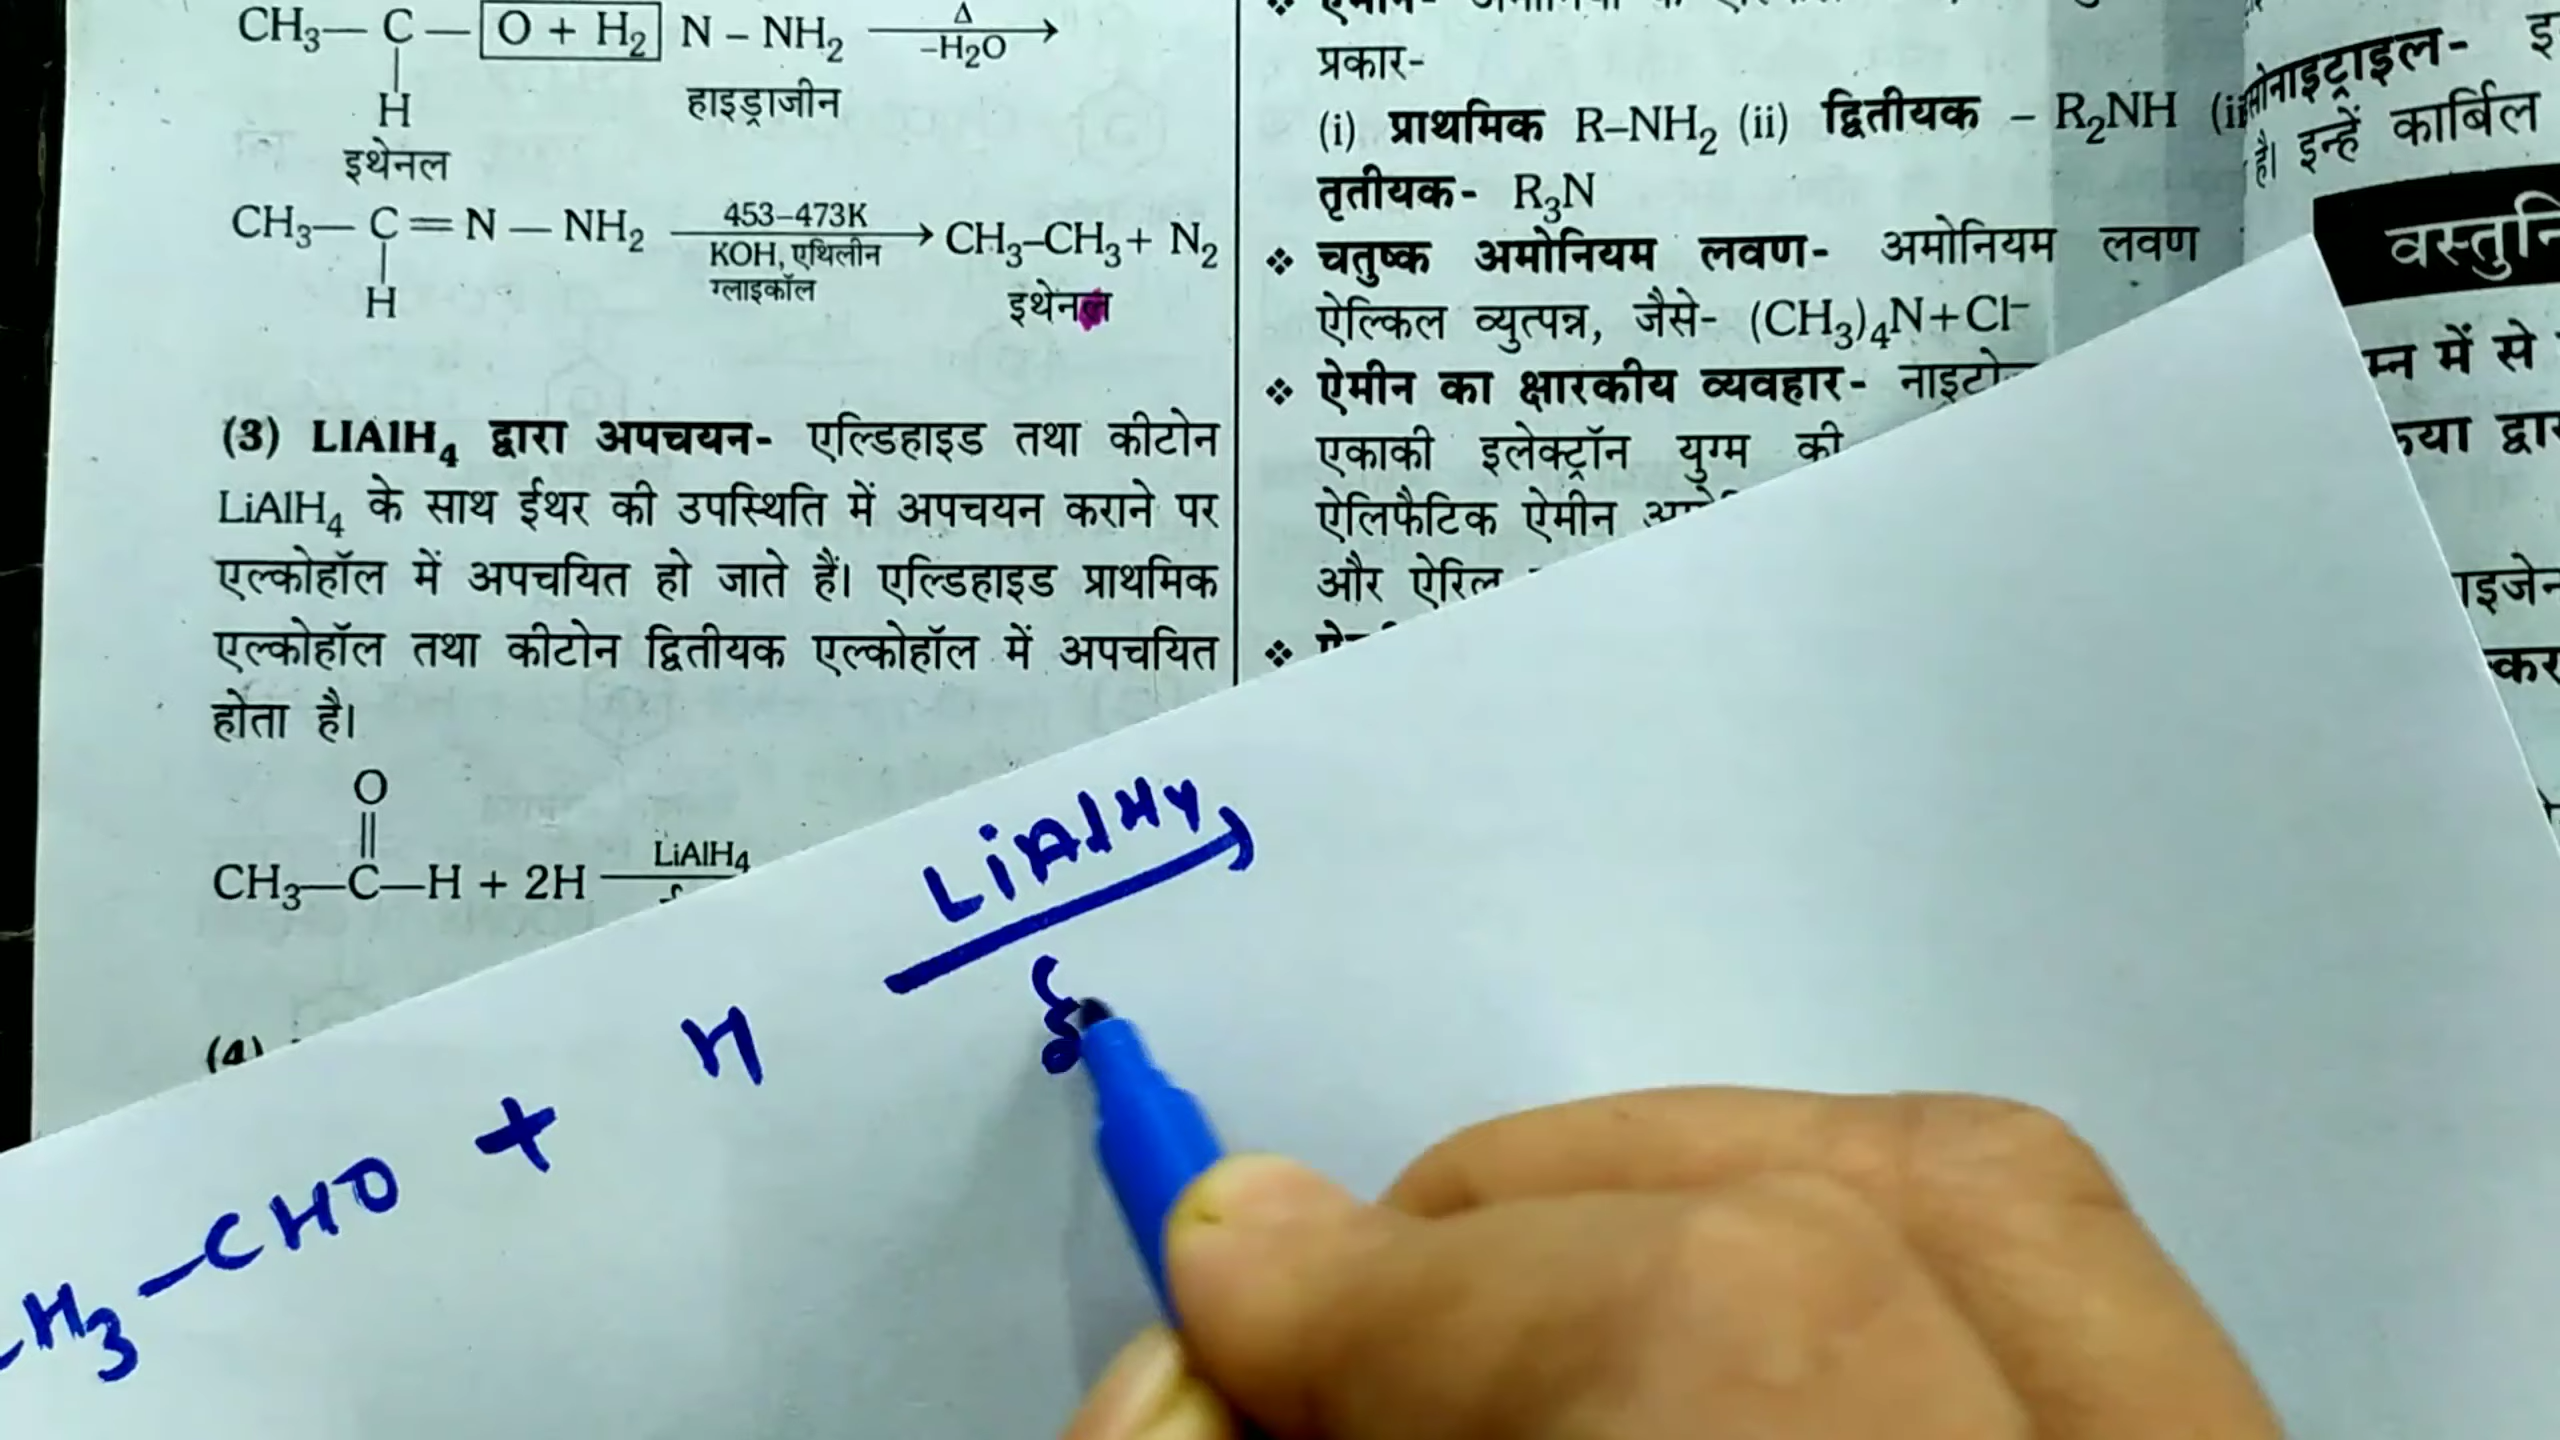 CH₃— C — O + H₂ N – NH₂ Δ –H₂O
H
इथेनल
हाइड्राजीन
CH₃— C = N — NH₂ 453–473K KOH, एथिलीन ग्लाइकॉल CH₃–CH₃ + N₂
H
इथेनल
(3) LIAlH₄ द्वारा अपचयन- एल्डिहाइड तथा कीटोन
LiAlH₄ के साथ ईथर की उपस्थिति में अपचयन कराने पर
एल्कोहॉल में अपचयित हो जाते हैं। एल्डिहाइड प्राथमिक
एल्कोहॉल तथा कीटोन द्वितीयक एल्कोहॉल में अपचयित
होता है।
O
CH₃—C—H + 2H LiAlH₄
(4)
प्रकार-
(i) प्राथमिक R–NH₂ (ii) द्वितीयक – R₂NH
तृतीयक- R₃N
❖ चतुष्क अमोनियम लवण- अमोनियम लवण
ऐल्किल व्युत्पन्न, जैसे- (CH₃)₄N+Cl⁻
❖ ऐमीन का क्षारकीय व्यवहार-
एकाकी इलेक्ट्रॉन युग्म की
ऐलिफैटिक ऐमीन
और ऐरिल
है। इन्हें कार्बिल
में से
LiAlH4
H₃–CHO + H